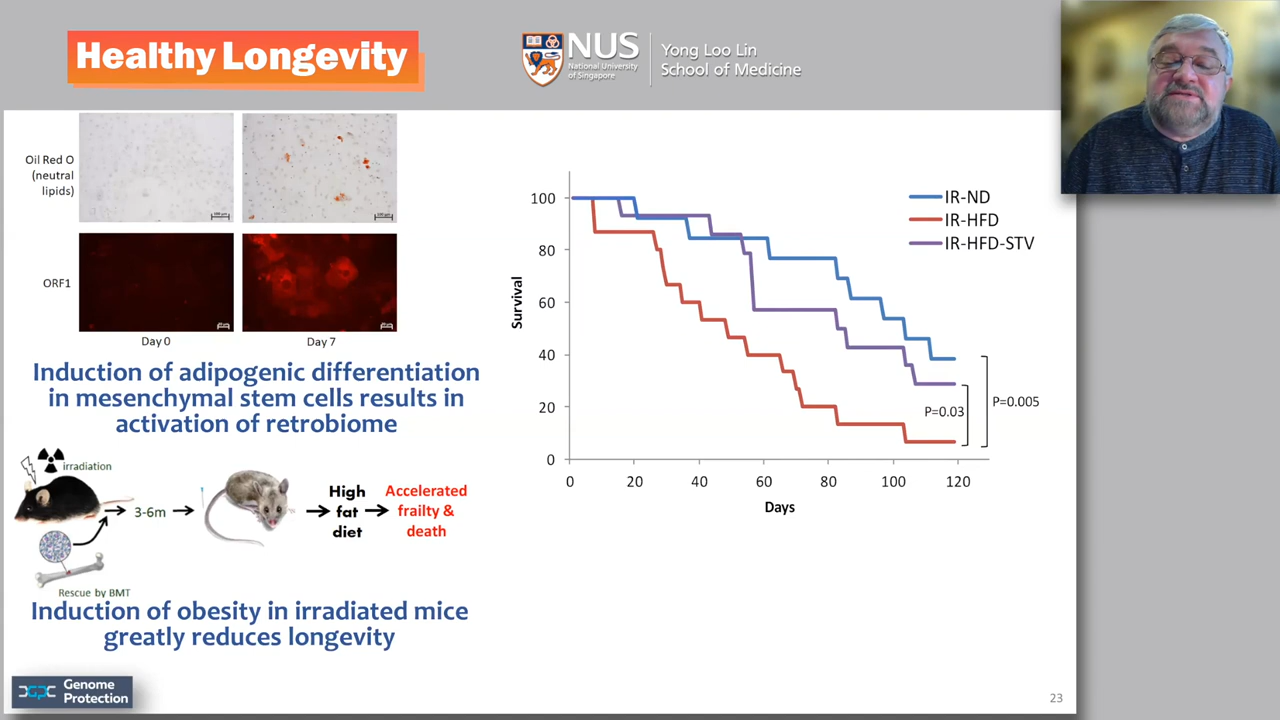 Healthy Longevity
NUS
National University
of Singapore
Yong Loo Lin
School of Medicine
Oil Red O
(neutral
lipids)
ORF1
Day 0
Day 7
Induction of adipogenic differentiation
in mesenchymal stem cells results in
activation of retrobiome
irradiation
3-6m
High
fat
diet
Accelerated
frailty &
death
Rescue by BMT
Induction of obesity in irradiated mice
greatly reduces longevity
Survival
100
80
60
40
20
0
0 20 40 60 80 100 120
Days
IR-ND
IR-HFD
IR-HFD-STV
P=0.03
P=0.005
Genome
Protection
23